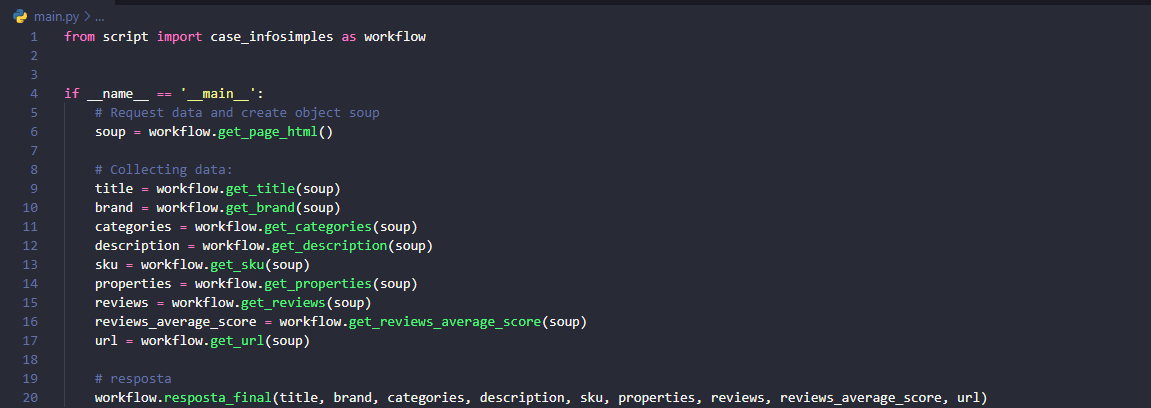 main.py > ...
1 from script import case_infosimples as workflow
2
3
4 if __name__ == '__main__':
5 # Request data and create object soup
6 soup = workflow.get_page_html()
7
8 # Collecting data:
9 title = workflow.get_title(soup)
10 brand = workflow.get_brand(soup)
11 categories = workflow.get_categories(soup)
12 description = workflow.get_description(soup)
13 sku = workflow.get_sku(soup)
14 properties = workflow.get_properties(soup)
15 reviews = workflow.get_reviews(soup)
16 reviews_average_score = workflow.get_reviews_average_score(soup)
17 url = workflow.get_url(soup)
18
19 # resposta
20 workflow.resposta_final(title, brand, categories, description, sku, properties, reviews, reviews_average_score, url)